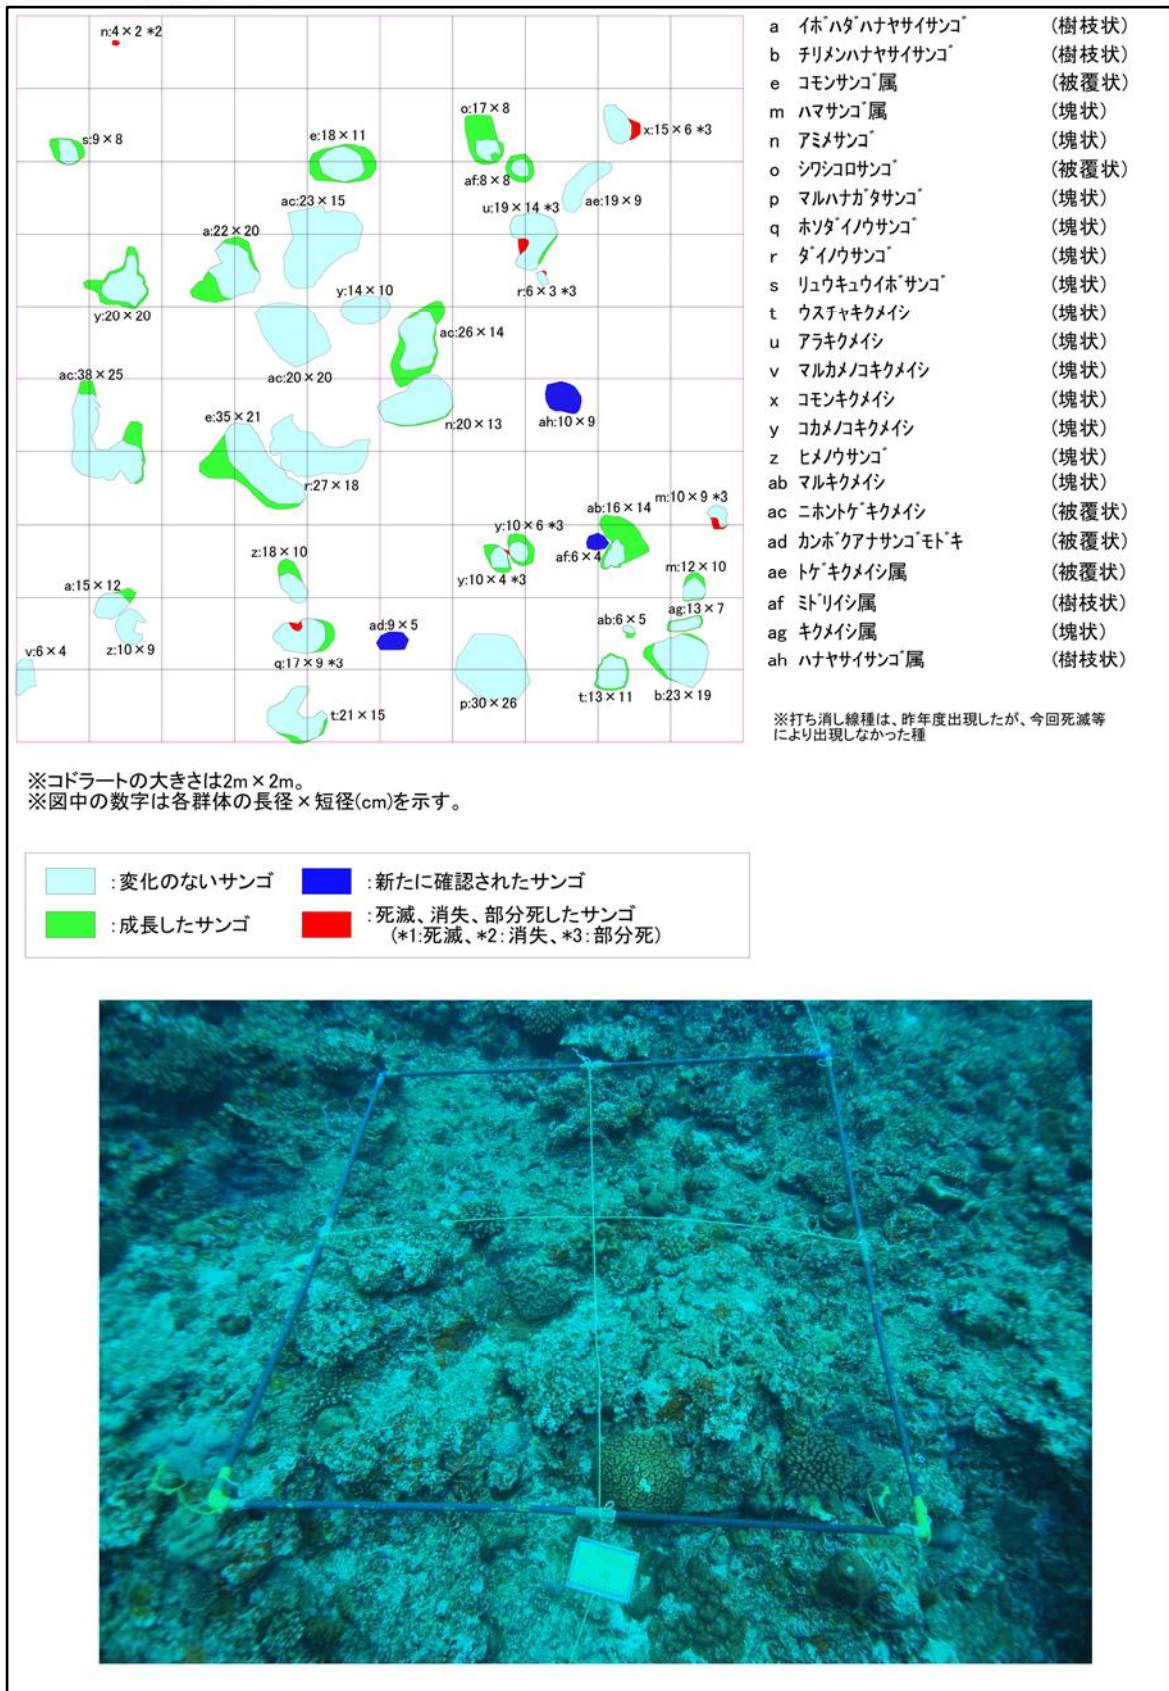 n:4×2 *2
s:9×8
e:18×11
o:17×8
x:15×6 *3
af:8×8
ae:19×9
ac:23×15
u:19×14 *3
a:22×20
r:6×3 *3
y:14×10
y:20×20
ac:26×14
ac:20×20
ac:38×25
e:35×21
n:20×13
ah:10×9
r:27×18
m:10×9 *3
ab:16×14
y:10×6 *3
af:6×4
z:18×10
y:10×4 *3
m:12×10
a:15×12
ag:13×7
ad:9×5
ab:6×5
z:10×9
v:6×4
q:17×9 *3
p:30×26
t:13×11
b:23×19
t:21×15
a イボハダハナヤサイサンゴ (樹枝状)
b チリメンハナヤサイサンゴ (樹枝状)
e コモンサンゴ属 (被覆状)
m ハマサンゴ属 (塊状)
n アミメサンゴ (塊状)
o シワシコロサンゴ (被覆状)
p マルハナガタサンゴ (塊状)
q ホソダイノウサンゴ (塊状)
r ダイノウサンゴ (塊状)
s リュウキュウイボサンゴ (塊状)
t ウスチャキクメイシ (塊状)
u アラキクメイシ (塊状)
v マルカメノコキクメイシ (塊状)
x コモンキクメイシ (塊状)
y コカメノコキクメイシ (塊状)
z ヒメノウサンゴ (塊状)
ab マルキクメイシ (塊状)
ac ニホントゲキクメイシ (被覆状)
ad カンボクアナサンゴモドキ (被覆状)
ae トゲキクメイシ属 (被覆状)
af ミドリイシ属 (樹枝状)
ag キクメイシ属 (塊状)
ah ハナヤサイサンゴ属 (樹枝状)
※打ち消し線種は、昨年度出現したが、今回死滅等
により出現しなかった種
※コドラートの大きさは2m×2m。
※図中の数字は各群体の長径×短径(cm)を示す。
:変化のないサンゴ
:新たに確認されたサンゴ
:成長したサンゴ
:死滅、消失、部分死したサンゴ
(*1:死滅、*2:消失、*3:部分死)